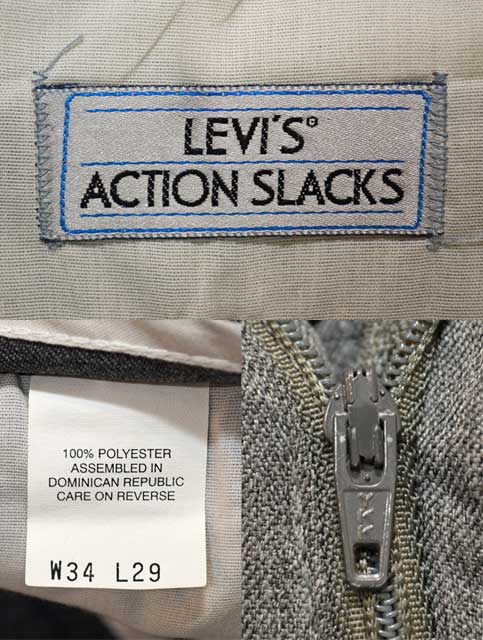 LEVI'S®
ACTION SLACKS
100% POLYESTER
ASSEMBLED IN
DOMINICAN REPUBLIC
CARE ON REVERSE
W34 L29